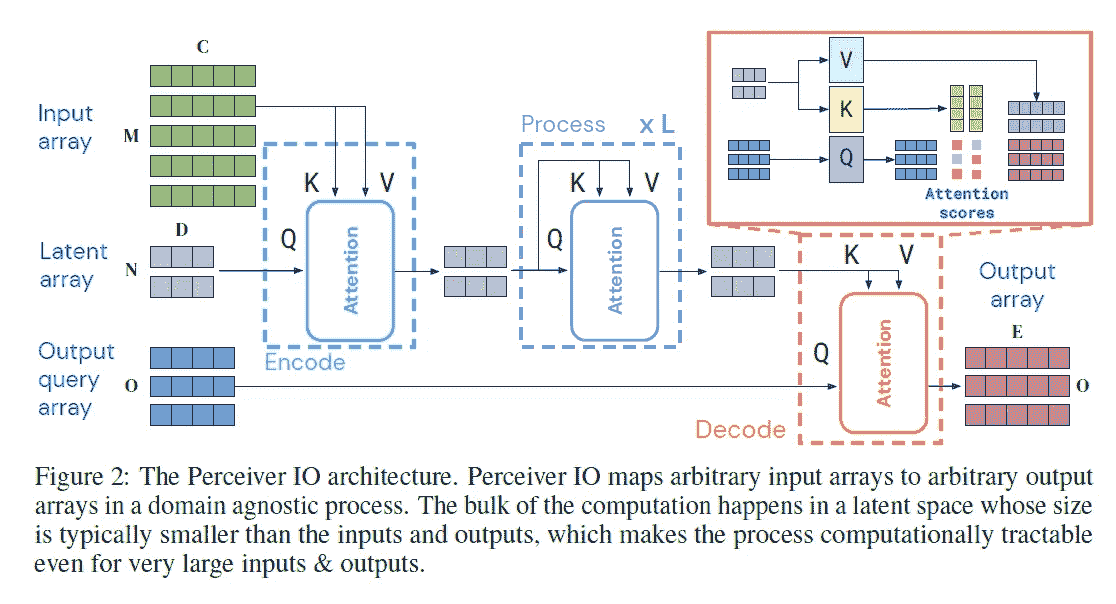 C
Input
array
M
D
Latent
array
N
Output
query
array
O
K
V
Q
Attention
Encode
Process x L
K
V
Q
Attention
V
K
Q
Attention
scores
K
V
Q
Attention
Decode
Output
array
E
O
Figure 2: The Perceiver IO architecture. Perceiver IO maps arbitrary input arrays to arbitrary output
arrays in a domain agnostic process. The bulk of the computation happens in a latent space whose size
is typically smaller than the inputs and outputs, which makes the process computationally tractable
even for very large inputs & outputs.